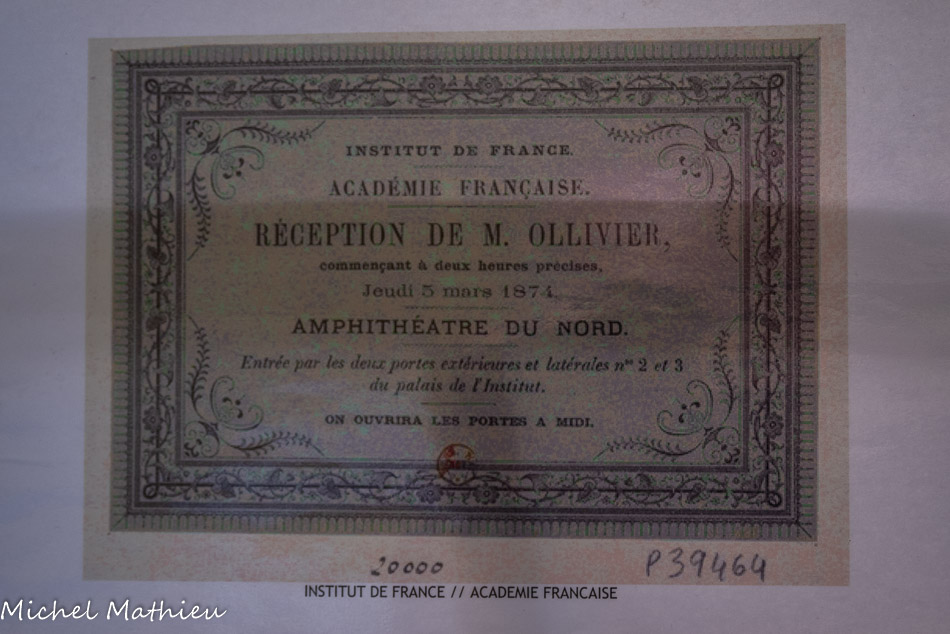 INSTITUT DE FRANCE.
ACADÉMIE FRANÇAISE.
RÉCEPTION DE M. OLLIVIER,
commençant à deux heures précises,
Jeudi 5 mars 1874.
AMPHITHÉATRE DU NORD.
Entrée par les deux portes extérieures et latérales nos 2 et 3
du palais de l'Institut.
ON OUVRIRA LES PORTES A MIDI.
20000
P39464
INSTITUT DE FRANCE // ACADEMIE FRANCAISE
Michel Mathieu